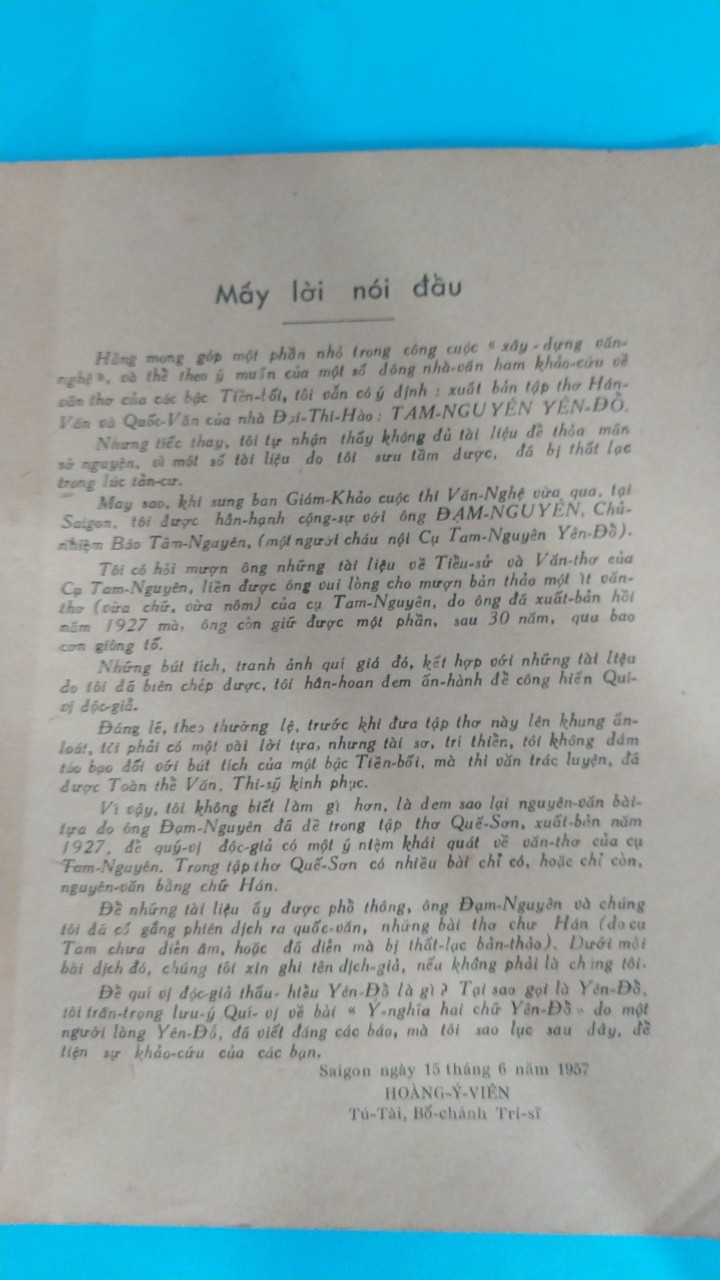 Mấy lời nói đầu
Hằng mong góp một phần nhỏ trong công cuộc « xây-dựng văn-
nghệ », và thể theo ý muốn của một số đông nhà-văn ham khảo-cứu về
văn thơ của các bậc Tiền-bối, tôi vẫn có ý định : xuất bản tập thơ Hán-
Văn và Quốc-Văn của nhà Đại-Thi-Hào : TAM-NGUYÊN YÊN-ĐỔ.
Nhưng tiếc thay, tôi tự nhận thấy không đủ tài liệu để thỏa mãn
sở nguyện, vì một số tài liệu do tôi sưu tầm được, đã bị thất lạc
trong lúc tản-cư.
May sao, khi sung ban Giám-Khảo cuộc thi Văn-Nghệ vừa qua, tại
Saigon, tôi được hân-hạnh cộng-sự với ông ĐẠM-NGUYÊN, Chủ-
nhiệm Báo Tâm-Nguyên, (một người cháu nội Cụ Tam-Nguyên Yên-Đổ).
Tôi có hỏi mượn ông những tài liệu về Tiểu-sử và Văn-thơ của
Cụ Tam-Nguyên, liền được ông vui lòng cho mượn bản thảo một ít văn-
thơ (vừa chữ, vừa nôm) của cụ Tam-Nguyên, do ông đã xuất-bản hồi
năm 1927 mà, ông còn giữ được một phần, sau 30 năm, qua bao
cơn giông tố.
Những bút tích, tranh ảnh quí giá đó, kết hợp với những tài liệu
do tôi đã biên chép được, tôi hân-hoan đem ấn-hành để công hiến Quí-
vị độc-giả.
Đáng lẽ, theo thường lệ, trước khi đưa tập thơ này lên khung ấn-
loát, tôi phải có một vài lời tựa, nhưng tài sơ, trí thiển, tôi không dám
táo bạo đối với bút tích của một bậc Tiền-bối, mà thi văn trác luyện, đã
được Toàn thể Văn, Thi-sỹ kính phục.
Vì vậy, tôi không biết làm gì hơn, là đem sao lại nguyên-văn bài-
tựa do ông Đạm-Nguyên đã đề trong tập thơ Quế-Sơn, xuất-bản năm
1927, để quý-vị độc-giả có một ý niệm khái quát về văn-thơ của cụ
Tam-Nguyên. Trong tập thơ Quế-Sơn có nhiều bài chỉ có, hoặc chỉ còn,
nguyên-văn bằng chữ Hán.
Để những tài liệu ấy được phổ thông, ông Đạm-Nguyên và chúng
tôi đã cố gắng phiên dịch ra quốc-văn, những bài thơ chữ Hán (do cụ
Tam chưa diễn âm, hoặc đã diễn mà bị thất-lạc bản-thảo). Dưới mỗi
bài dịch đó, chúng tôi xin ghi tên dịch-giả, nếu không phải là chúng tôi.
Để quí vị độc-giả thấu-hiểu Yên-Đổ là gì ? Tại sao gọi là Yên-Đổ,
tôi trân-trọng lưu-ý Quí-vị về bài « Ý-nghĩa hai chữ Yên-Đổ » do một
người làng Yên-Đổ, đã viết đăng các báo, mà tôi sao lục sau đây, để
tiện sự khảo-cứu của các bạn.
Saigon ngày 15 tháng 6 năm 1957
HOÀNG-Ý-VIÊN
Tú-Tài, Bố-chánh Trí-sĩ